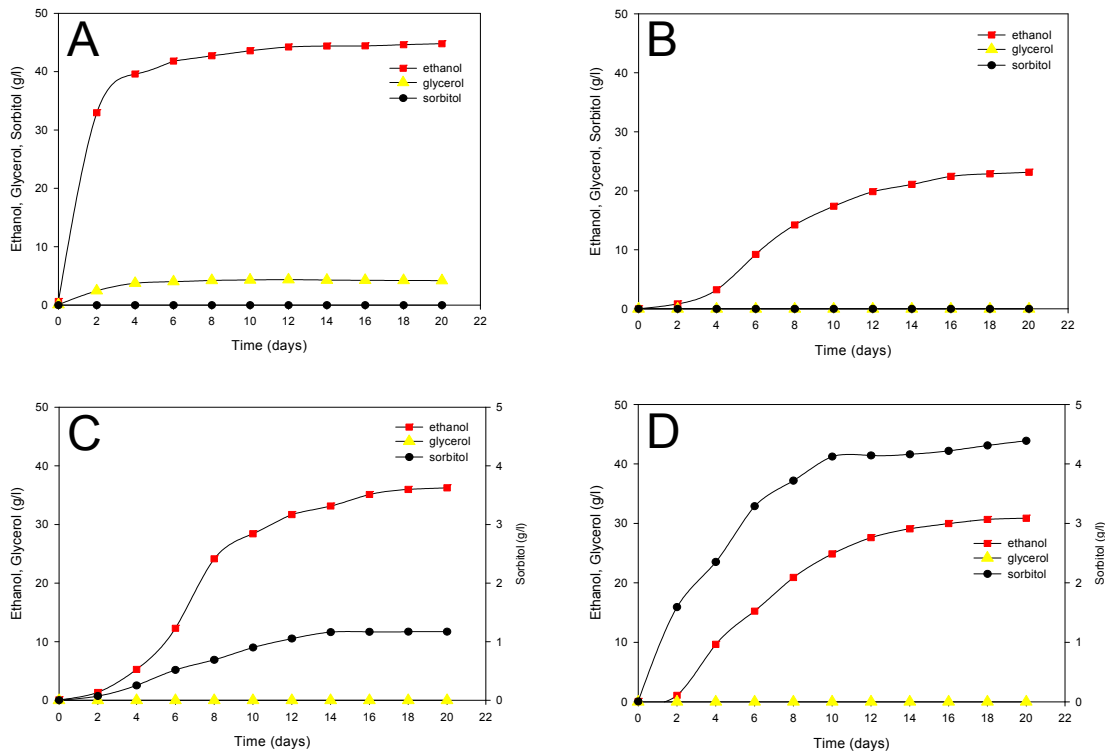 A
50
40
30
20
10
0
Ethanol, Glycerol, Sorbitol (g/l)
ethanol
glycerol
sorbitol
0 2 4 6 8 10 12 14 16 18 20 22
Time (days)
B
50
40
30
20
10
0
Ethanol, Glycerol, Sorbitol (g/l)
ethanol
glycerol
sorbitol
0 2 4 6 8 10 12 14 16 18 20 22
Time (days)
C
50
40
30
20
10
0
Ethanol, Glycerol (g/l)
ethanol
glycerol
sorbitol
5
4
3
2
1
0
Sorbitol (g/l)
0 2 4 6 8 10 12 14 16 18 20 22
Time (days)
D
50
40
30
20
10
0
Ethanol, Glycerol (g/l)
ethanol
glycerol
sorbitol
5
4
3
2
1
0
Sorbitol (g/l)
0 2 4 6 8 10 12 14 16 18 20 22
Time (days)